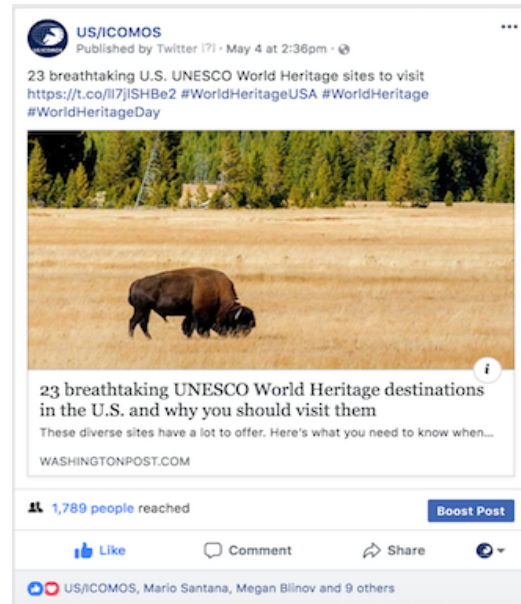 US/ICOMOS
Published by Twitter [?] · May 4 at 2:36pm ·
23 breathtaking U.S. UNESCO World Heritage sites to visit
https://t.co/lI7jlSHBe2 #WorldHeritageUSA #WorldHeritage
#WorldHeritageDay
i
23 breathtaking UNESCO World Heritage destinations
in the U.S. and why you should visit them
These diverse sites have a lot to offer. Here's what you need to know when...
WASHINGTONPOST.COM
1,789 people reached
Boost Post
Like Comment Share
US/ICOMOS, Mario Santana, Megan Blinov and 9 others